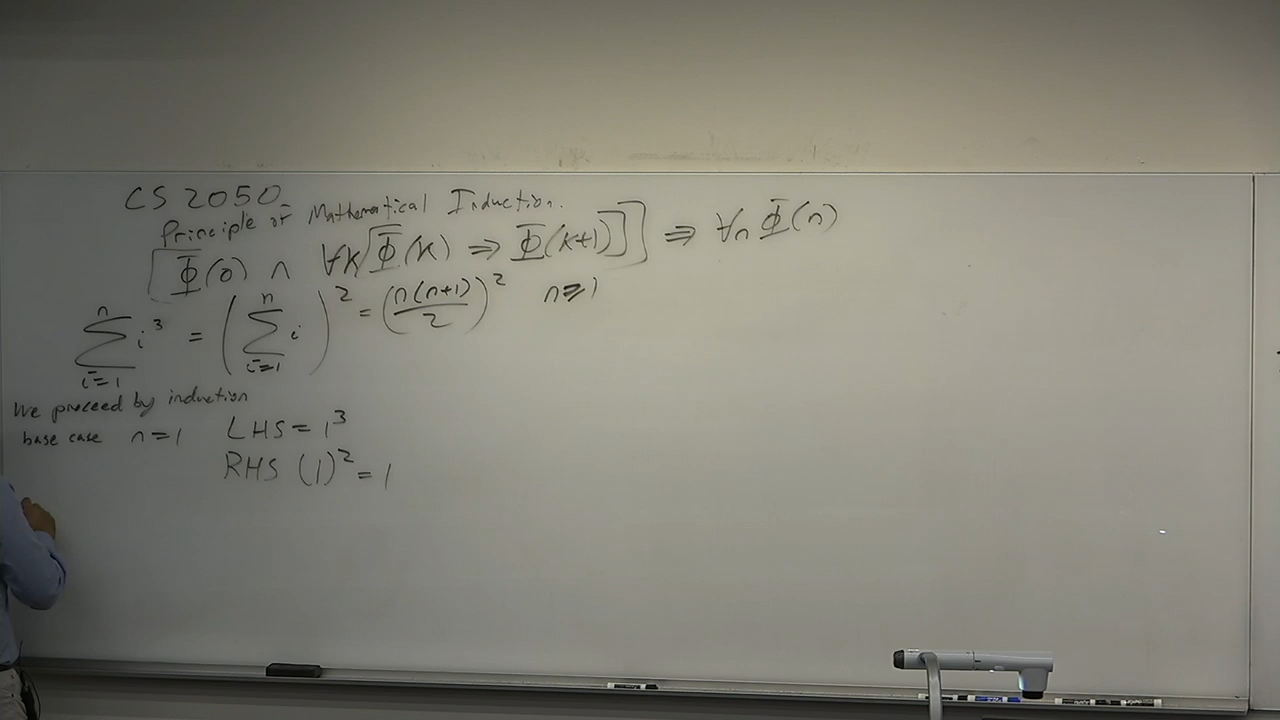 CS 2050
Principle of Mathematical Induction.
[Φ(0) ∧ ∀k[Φ(k) ⇒ Φ(k+1)]] ⇒ ∀n Φ(n)
∑_{i=1}^{n} i³ = (∑_{i=1}^{n} i)² = (n(n+1)/2)² n≥1
We proceed by induction
base case n=1 LHS = 1³
RHS (1)² = 1